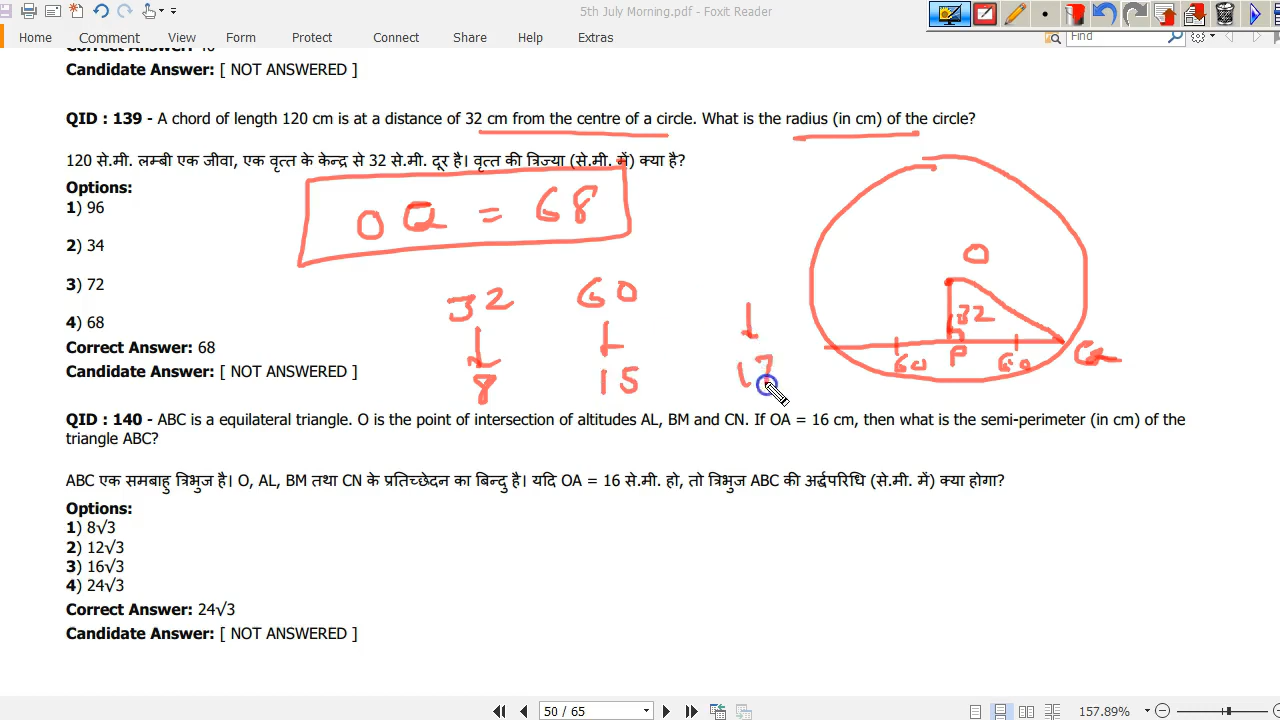 5th July Morning.pdf - Foxit Reader
Home Comment View Form Protect Connect Share Help Extras
Find
Candidate Answer: [ NOT ANSWERED ]
QID : 139 - A chord of length 120 cm is at a distance of 32 cm from the centre of a circle. What is the radius (in cm) of the circle?
120 से.मी. लम्बी एक जीवा, एक वृत्त के केन्द्र से 32 से.मी. दूर है। वृत्त की त्रिज्या (से.मी. में) क्या है?
Options:
1) 96
2) 34
3) 72
4) 68
Correct Answer: 68
Candidate Answer: [ NOT ANSWERED ]
OQ = 68
32 60
8 15 17
O
32
60 P 60 Q
QID : 140 - ABC is a equilateral triangle. O is the point of intersection of altitudes AL, BM and CN. If OA = 16 cm, then what is the semi-perimeter (in cm) of the
triangle ABC?
ABC एक समबाहु त्रिभुज है। O, AL, BM तथा CN के प्रतिच्छेदन का बिन्दु है। यदि OA = 16 से.मी. हो, तो त्रिभुज ABC की अर्द्धपरिधि (से.मी. में) क्या होगा?
Options:
1) 8√3
2) 12√3
3) 16√3
4) 24√3
Correct Answer: 24√3
Candidate Answer: [ NOT ANSWERED ]
50 / 65
157.89%